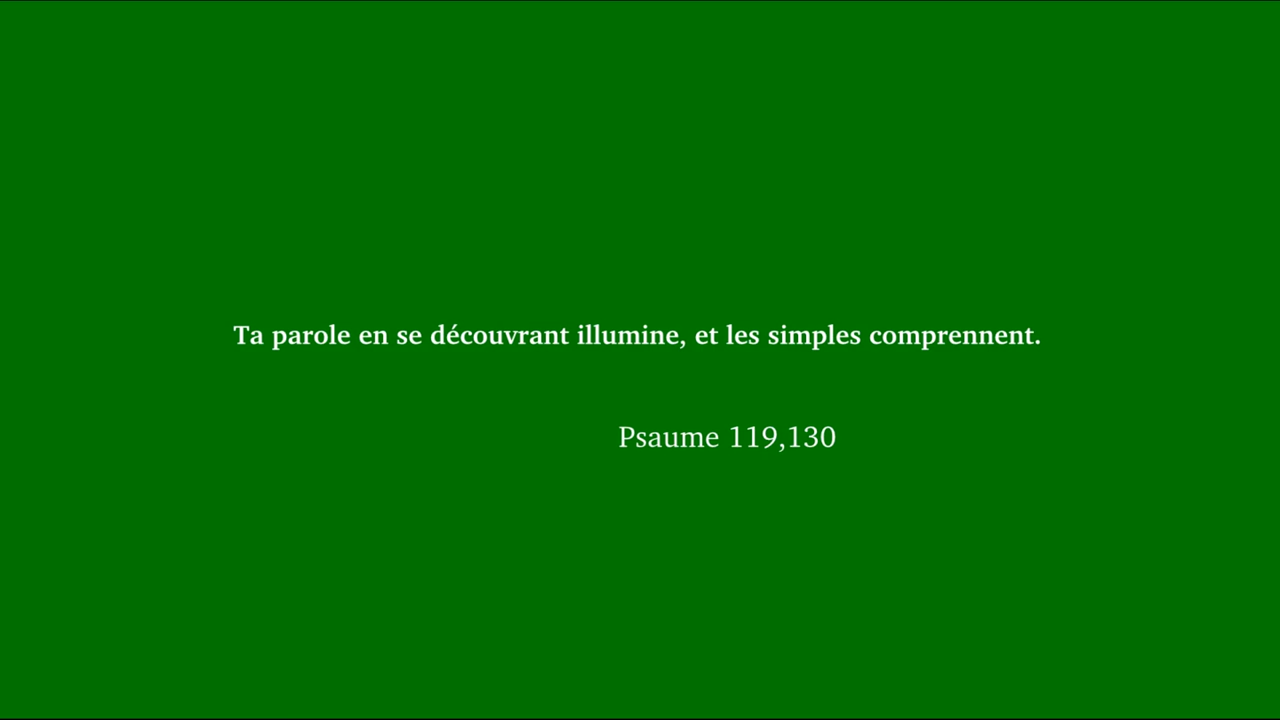 Ta parole en se découvrant illumine, et les simples comprennent.
Psaume 119,130